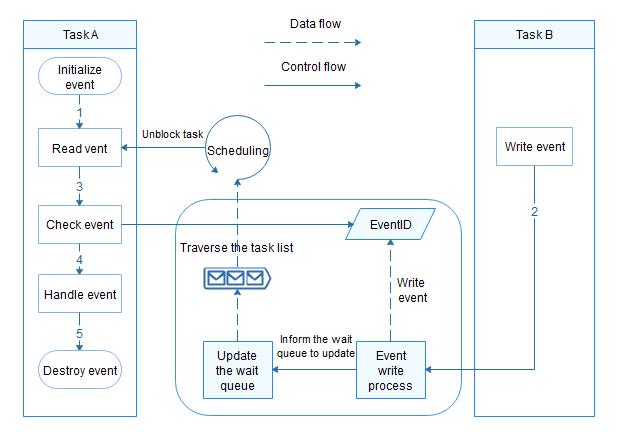 Task A
Initialize
event
1
Read vent
3
Check event
4
Handle event
5
Destroy event
Data flow
Control flow
Unblock task
Scheduling
EventID
Traverse the task list
Write
event
Inform the wait
queue to update
Update
the wait
queue
Event
write
process
Task B
Write event
2